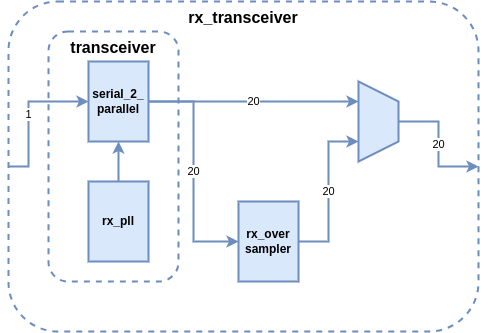 rx_transceiver
transceiver
serial_2_
parallel
1
20
20
20
20
rx_pll
rx_over
sampler